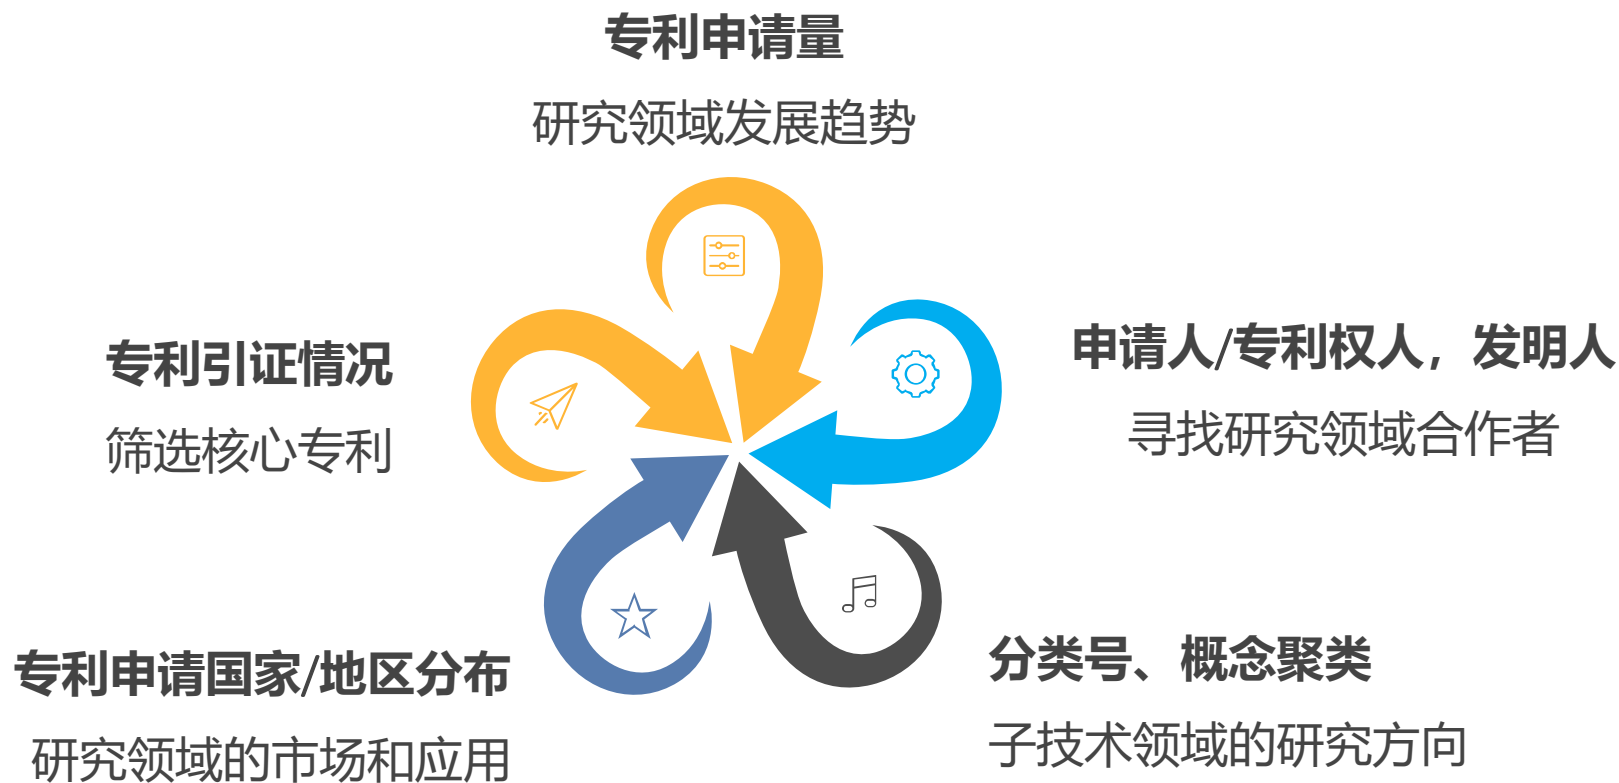 专利申请量
研究领域发展趋势
专利引证情况
筛选核心专利
申请人/专利权人，发明人
寻找研究领域合作者
专利申请国家/地区分布
研究领域的市场和应用
分类号、概念聚类
子技术领域的研究方向